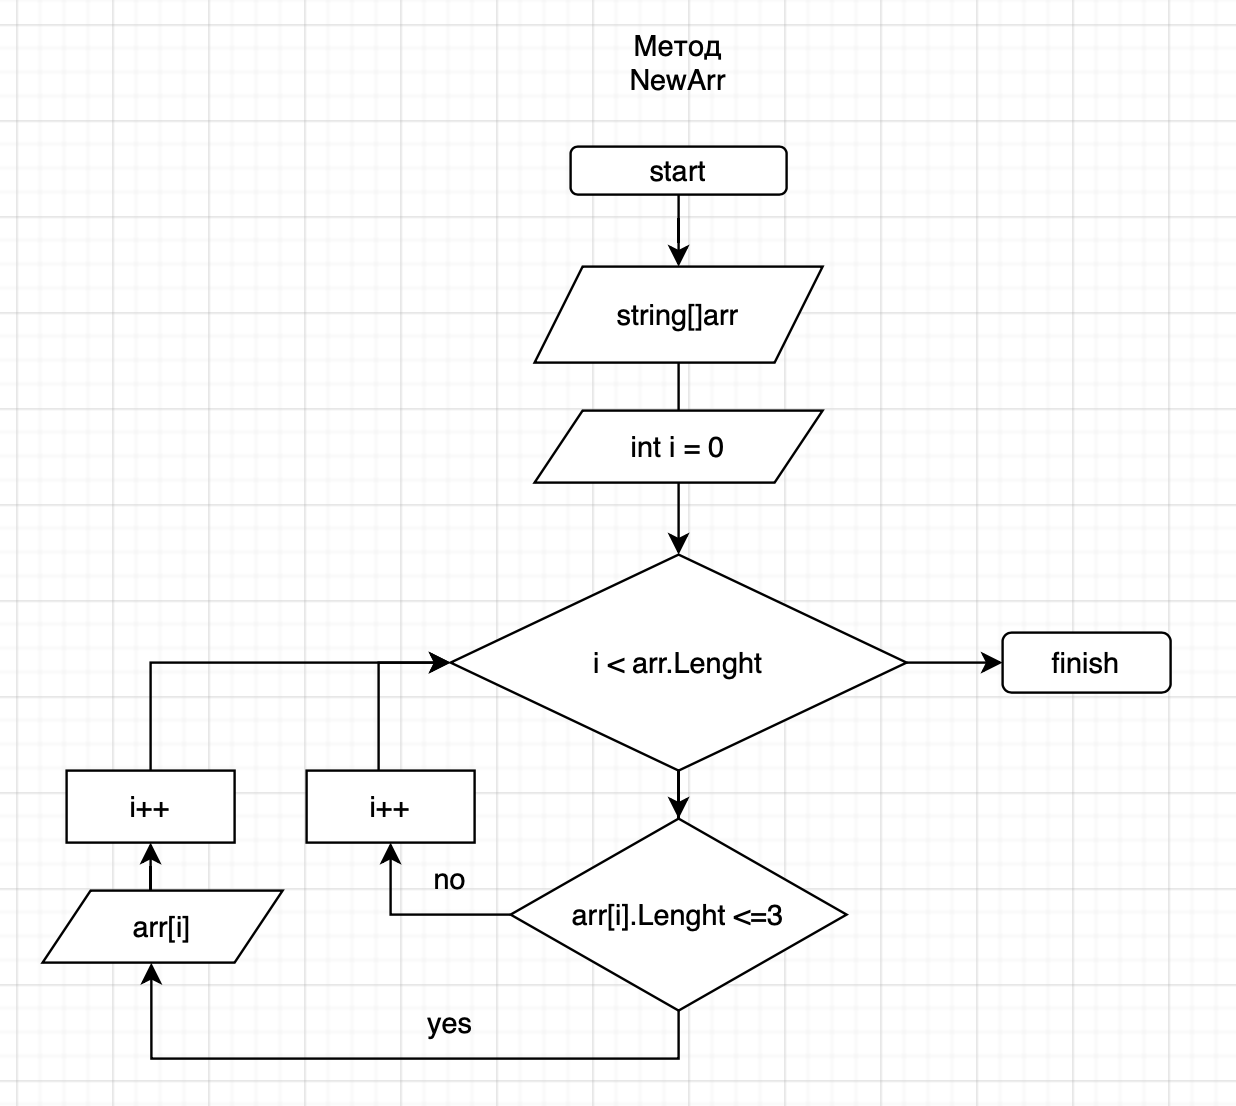 Метод
NewArr
start
string[]arr
int i = 0
i < arr.Lenght
finish
i++
i++
no
arr[i].Lenght <=3
arr[i]
yes